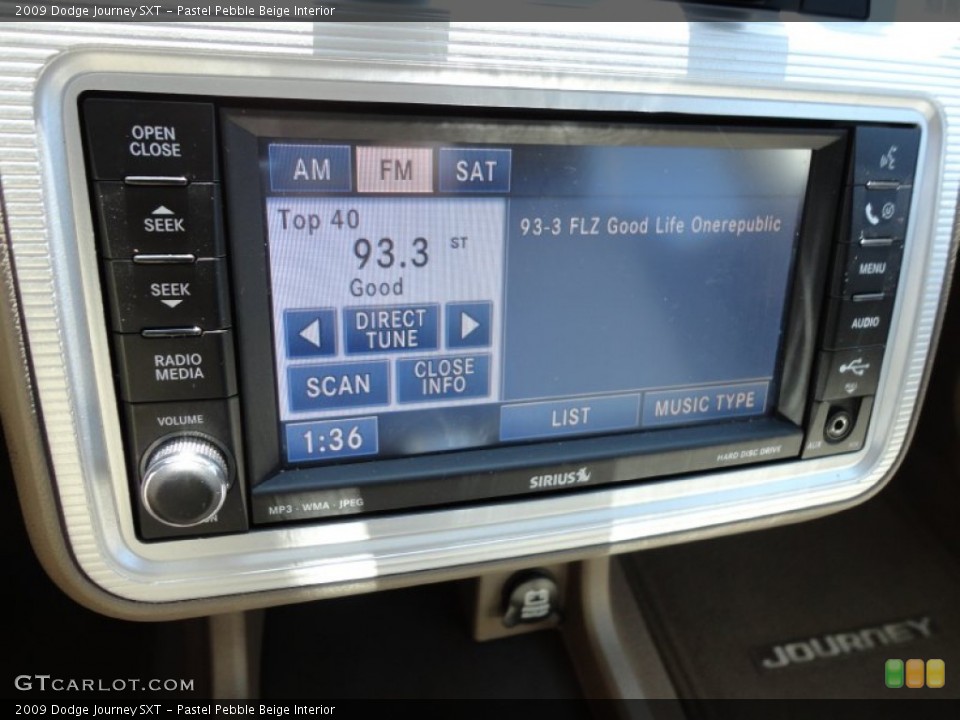 2009 Dodge Journey SXT - Pastel Pebble Beige Interior
OPEN
CLOSE
SEEK
SEEK
RADIO
MEDIA
VOLUME
AM FM SAT
Top 40
93.3 ST
Good
DIRECT
TUNE
SCAN
CLOSE
INFO
1:36
93-3 FLZ Good Life Onerepublic
LIST
MUSIC TYPE
MENU
AUDIO
AUX
MP3 · WMA · JPEG
SIRIUS
HARD DISC DRIVE
JOURNEY
GTCARLOT.COM
2009 Dodge Journey SXT - Pastel Pebble Beige Interior